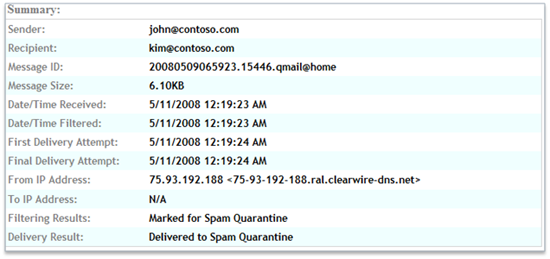 Summary:
Sender: john@contoso.com
Recipient: kim@contoso.com
Message ID: 20080509065923.15446.qmail@home
Message Size: 6.10KB
Date/Time Received: 5/11/2008 12:19:23 AM
Date/Time Filtered: 5/11/2008 12:19:23 AM
First Delivery Attempt: 5/11/2008 12:19:24 AM
Final Delivery Attempt: 5/11/2008 12:19:24 AM
From IP Address: 75.93.192.188 <75-93-192-188.ral.clearwire-dns.net>
To IP Address: N/A
Filtering Results: Marked for Spam Quarantine
Delivery Result: Delivered to Spam Quarantine